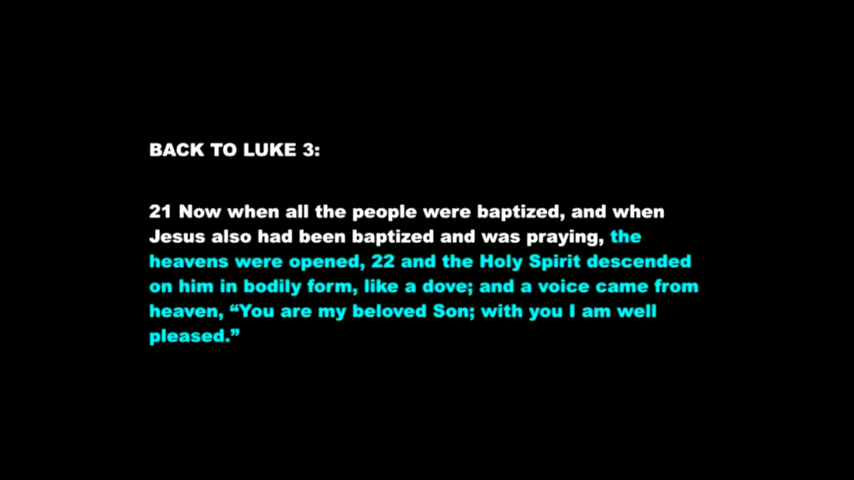 BACK TO LUKE 3:
21 Now when all the people were baptized, and when
Jesus also had been baptized and was praying, the
heavens were opened, 22 and the Holy Spirit descended
on him in bodily form, like a dove; and a voice came from
heaven, “You are my beloved Son; with you I am well
pleased.”